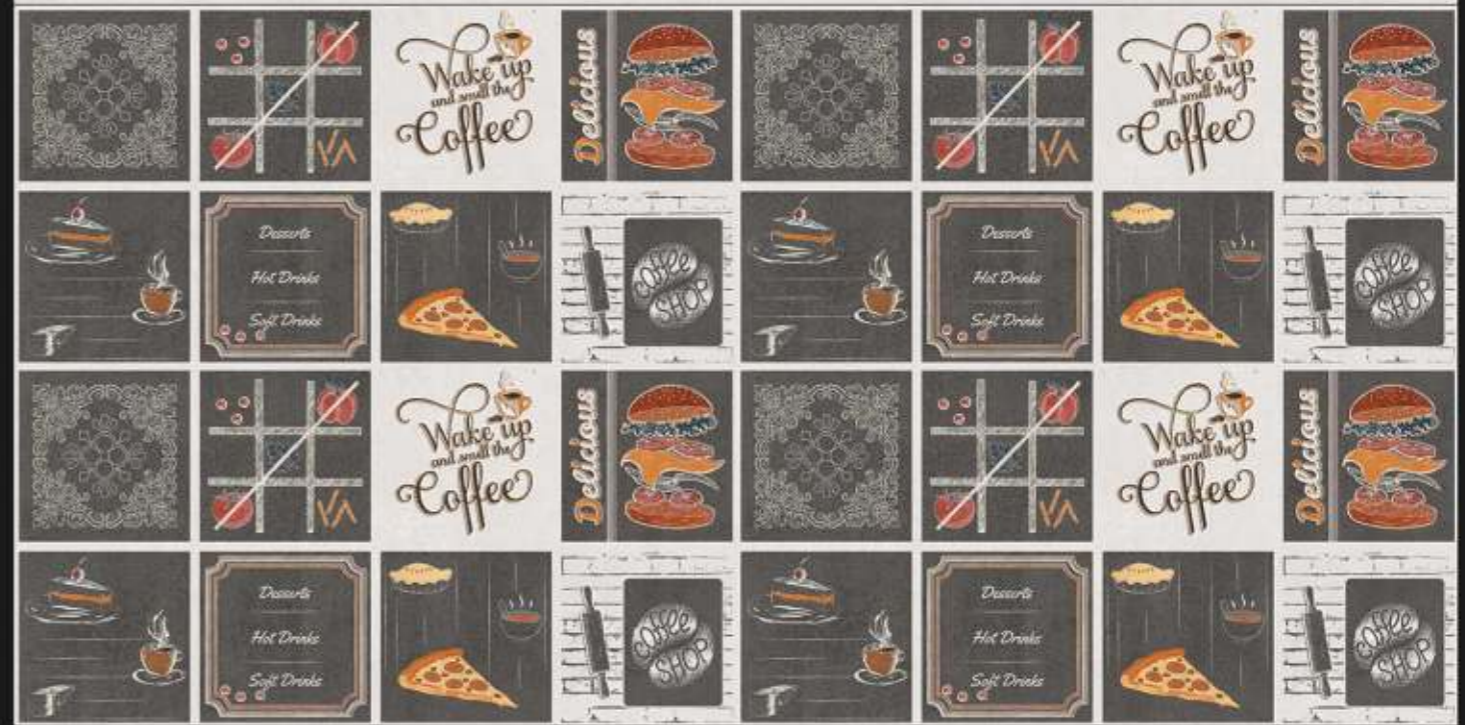 Wake up
and smell the
Coffee
Delicious
Wake up
and smell the
Coffee
Delicious
Desserts
Hot Drinks
Soft Drinks
Coffee
SHOP
Desserts
Hot Drinks
Soft Drinks
Coffee
SHOP
Wake up
and smell the
Coffee
Delicious
Wake up
and smell the
Coffee
Delicious
Desserts
Hot Drinks
Soft Drinks
Coffee
SHOP
Desserts
Hot Drinks
Soft Drinks
Coffee
SHOP